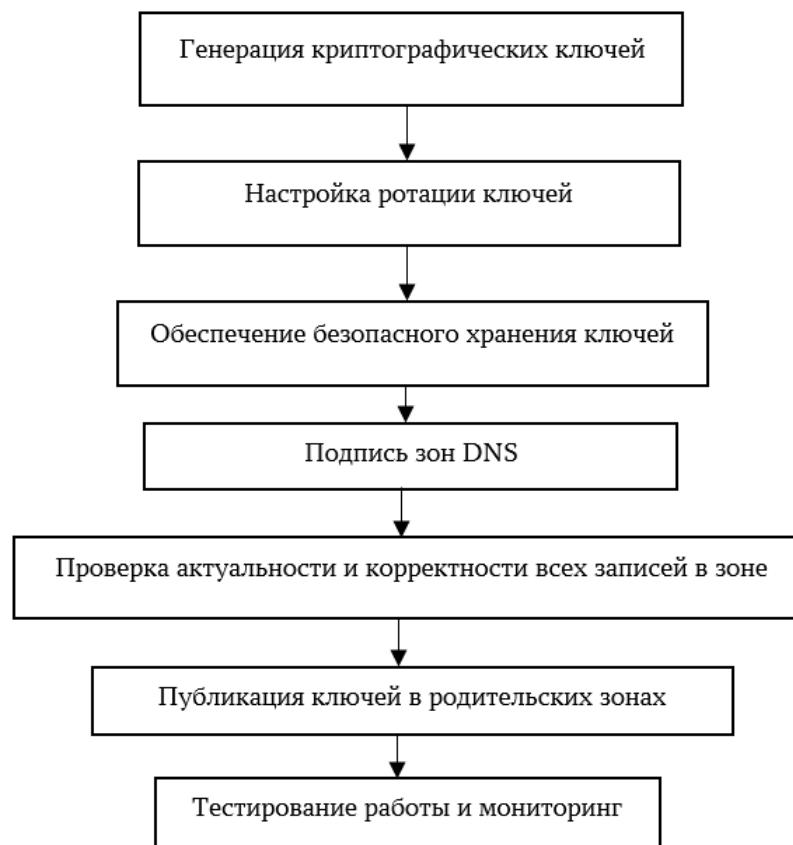 Генерация криптографических ключей
Настройка ротации ключей
Обеспечение безопасного хранения ключей
Подпись зон DNS
Проверка актуальности и корректности всех записей в зоне
Публикация ключей в родительских зонах
Тестирование работы и мониторинг